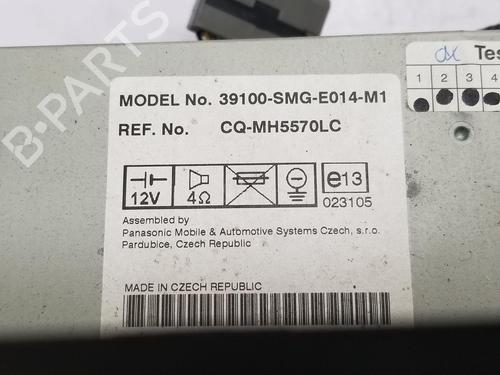 ok Tes
1 2 3 4
MODEL No. 39100-SMG-E014-M1
REF. No. CQ-MH5570LC
12V 4Ω e13
023105
Assembled by
Panasonic Mobile & Automotive Systems Czech, s.r.o.
Pardubice, Czech Republic
MADE IN CZECH REPUBLIC
B-PARTS